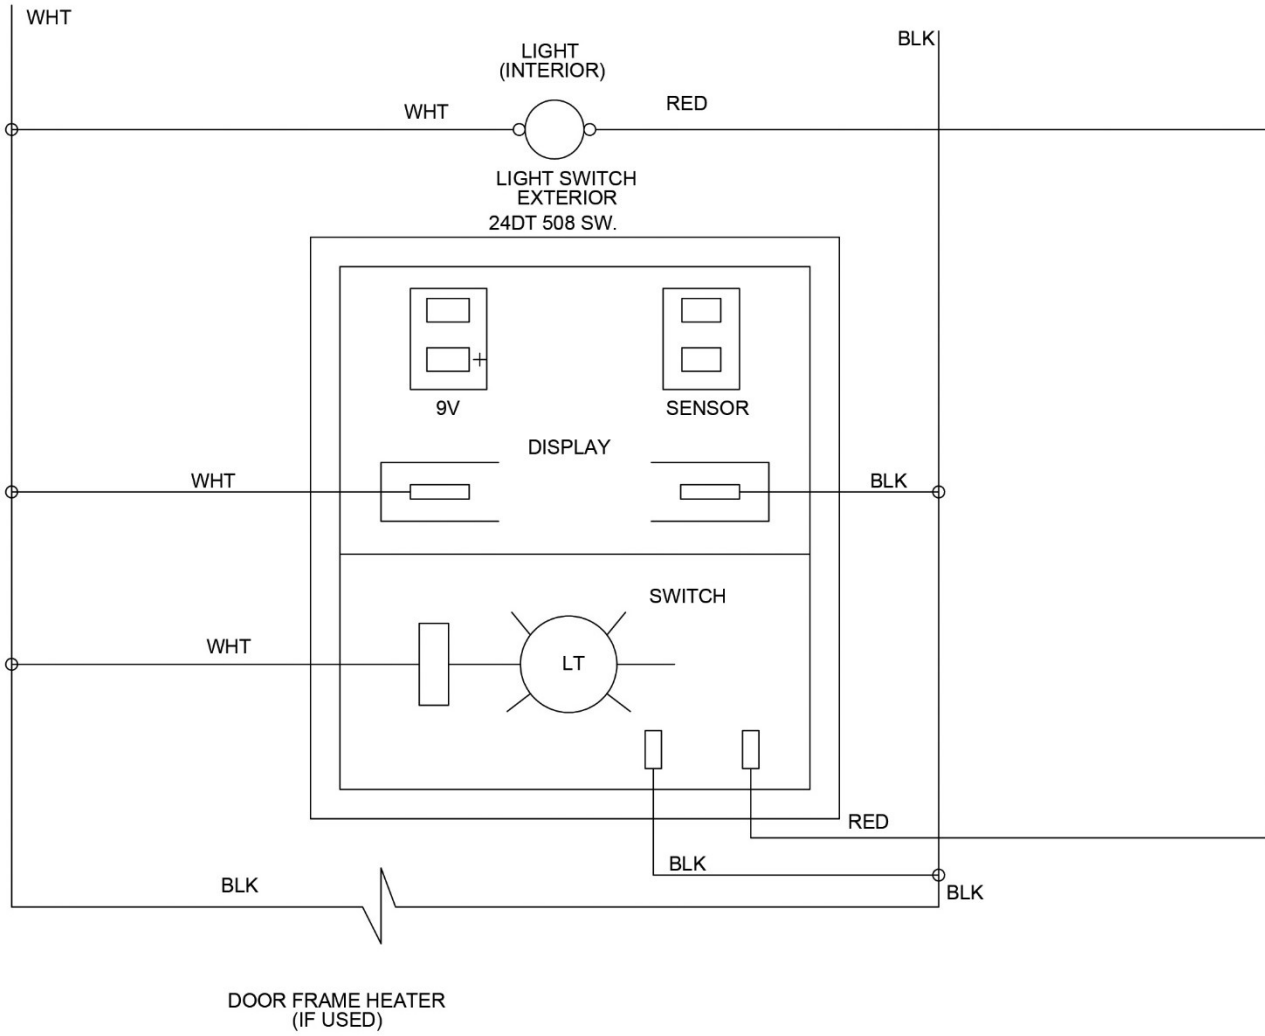 WHT
BLK
LIGHT
(INTERIOR)
WHT
RED
LIGHT SWITCH
EXTERIOR
24DT 508 SW.
+
9V
SENSOR
DISPLAY
WHT
BLK
SWITCH
WHT
LT
RED
BLK
BLK
BLK
DOOR FRAME HEATER
(IF USED)